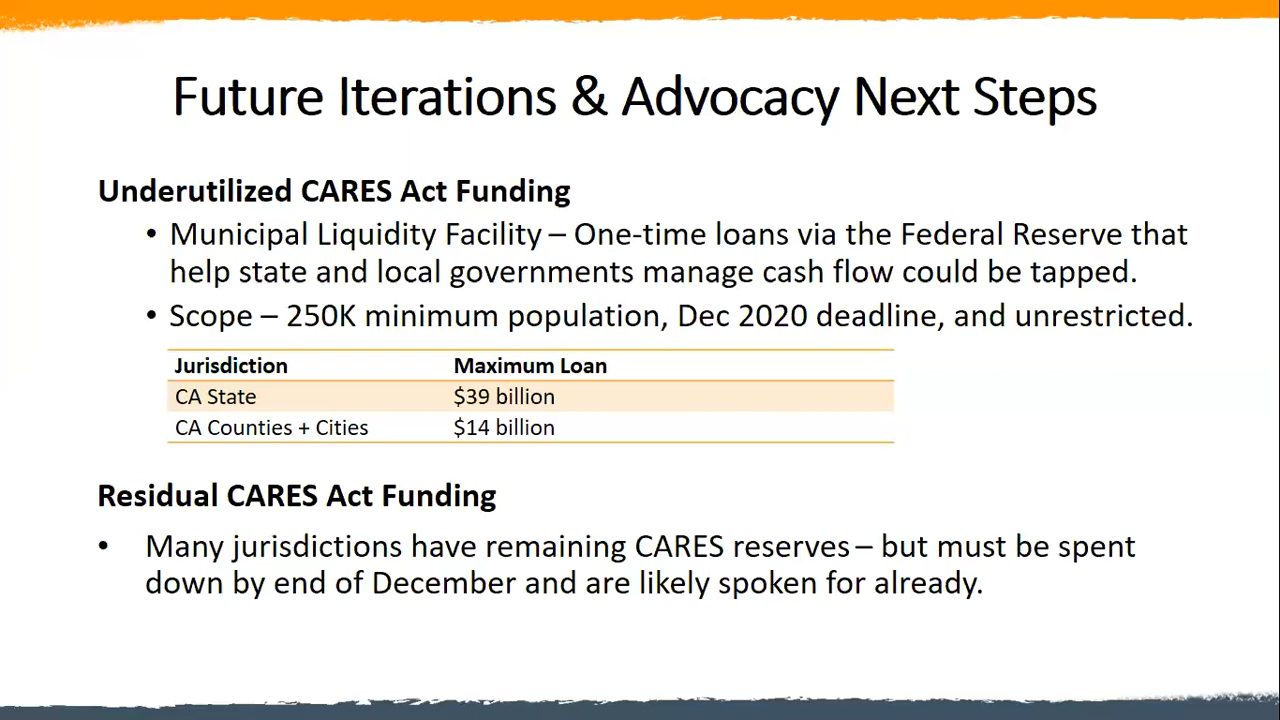 Future Iterations & Advocacy Next Steps
Underutilized CARES Act Funding
• Municipal Liquidity Facility – One-time loans via the Federal Reserve that
help state and local governments manage cash flow could be tapped.
• Scope – 250K minimum population, Dec 2020 deadline, and unrestricted.
Jurisdiction Maximum Loan
CA State $39 billion
CA Counties + Cities $14 billion
Residual CARES Act Funding
• Many jurisdictions have remaining CARES reserves – but must be spent
down by end of December and are likely spoken for already.